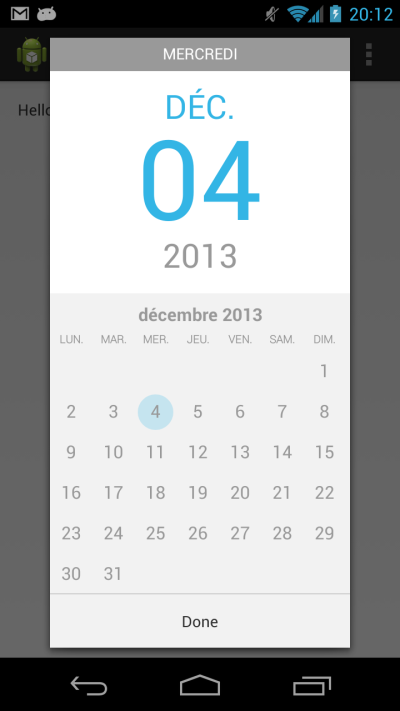 20:12
Hello
MERCREDI
DÉC.
04
2013
décembre 2013
LUN. MAR. MER. JEU. VEN. SAM. DIM.
1
2 3 4 5 6 7 8
9 10 11 12 13 14 15
16 17 18 19 20 21 22
23 24 25 26 27 28 29
30 31
Done